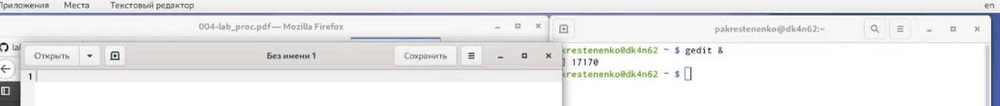 Приложения Места Текстовый редактор en
004-lab_proc.pdf — Mozilla Firefox
pakrestenenko@dk4n62:~
lal
Открыть Без имени 1 Сохранить
1
krestenenko@dk4n62 ~ $ gedit &
] 17170
krestenenko@dk4n62 ~ $